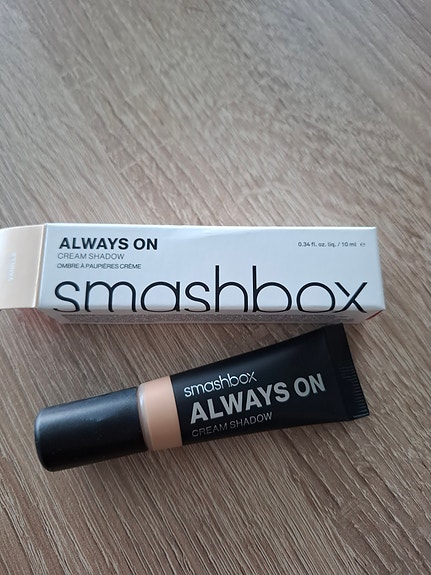 ALWAYS ON
CREAM SHADOW
OMBRE À PAUPIÈRES CRÈME
0.34 fl. oz. liq. / 10 ml ℮
smashbox
smashbox
ALWAYS ON
CREAM SHADOW